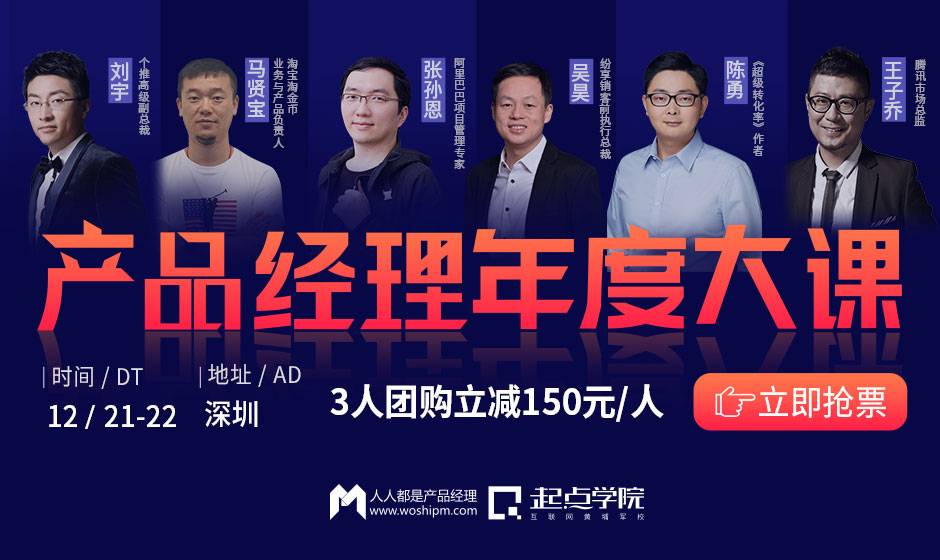 刘宇
个推高级副总裁
马贤宝
淘宝淘金币
业务与产品负责人
张孙恩
阿里巴巴项目管理专家
吴昊
纷享销客前执行总裁
陈勇
《超级转化率》作者
王子乔
腾讯市场总监
产品经理年度大课
时间 / DT
12 / 21-22
地址 / AD
深圳
3人团购立减150元/人
立即抢票
人人都是产品经理
www.woshipm.com
起点学院
互联网黄埔军校